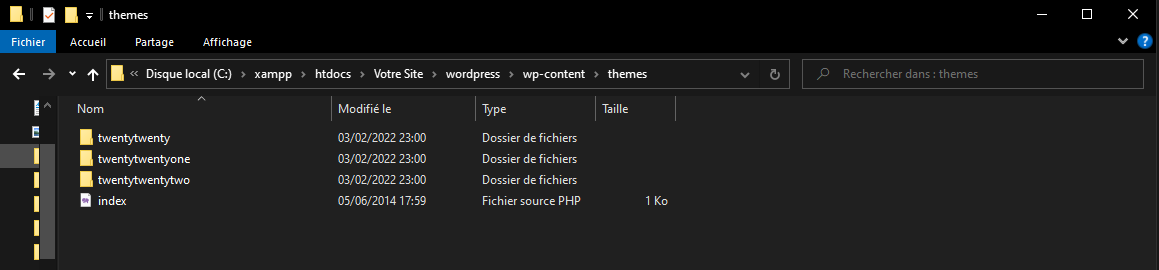 themes
Fichier Accueil Partage Affichage
« Disque local (C:) > xampp > htdocs > Votre Site > wordpress > wp-content > themes Rechercher dans : themes
Nom Modifié le Type Taille
twentytwenty 03/02/2022 23:00 Dossier de fichiers
twentytwentyone 03/02/2022 23:00 Dossier de fichiers
twentytwentytwo 03/02/2022 23:00 Dossier de fichiers
index 05/06/2014 17:59 Fichier source PHP 1 Ko